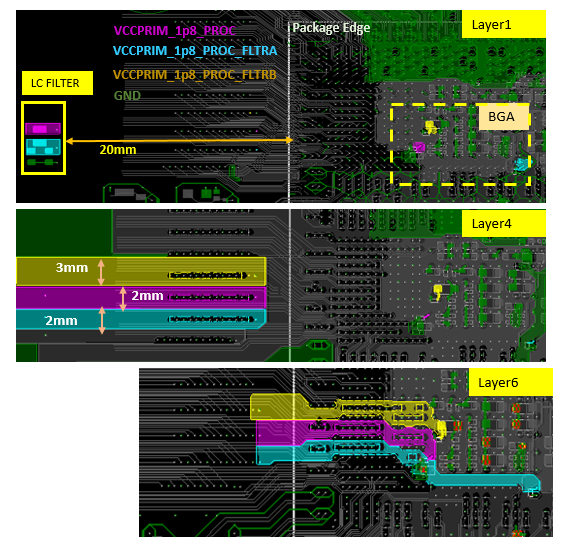 VCCPRIM_1p8_PROC
Package Edge
Layer1
VCCPRIM_1p8_PROC_FLTRA
LC FILTER
VCCPRIM_1p8_PROC_FLTRB
GND
BGA
20mm
Layer4
3mm
2mm
2mm
Layer6